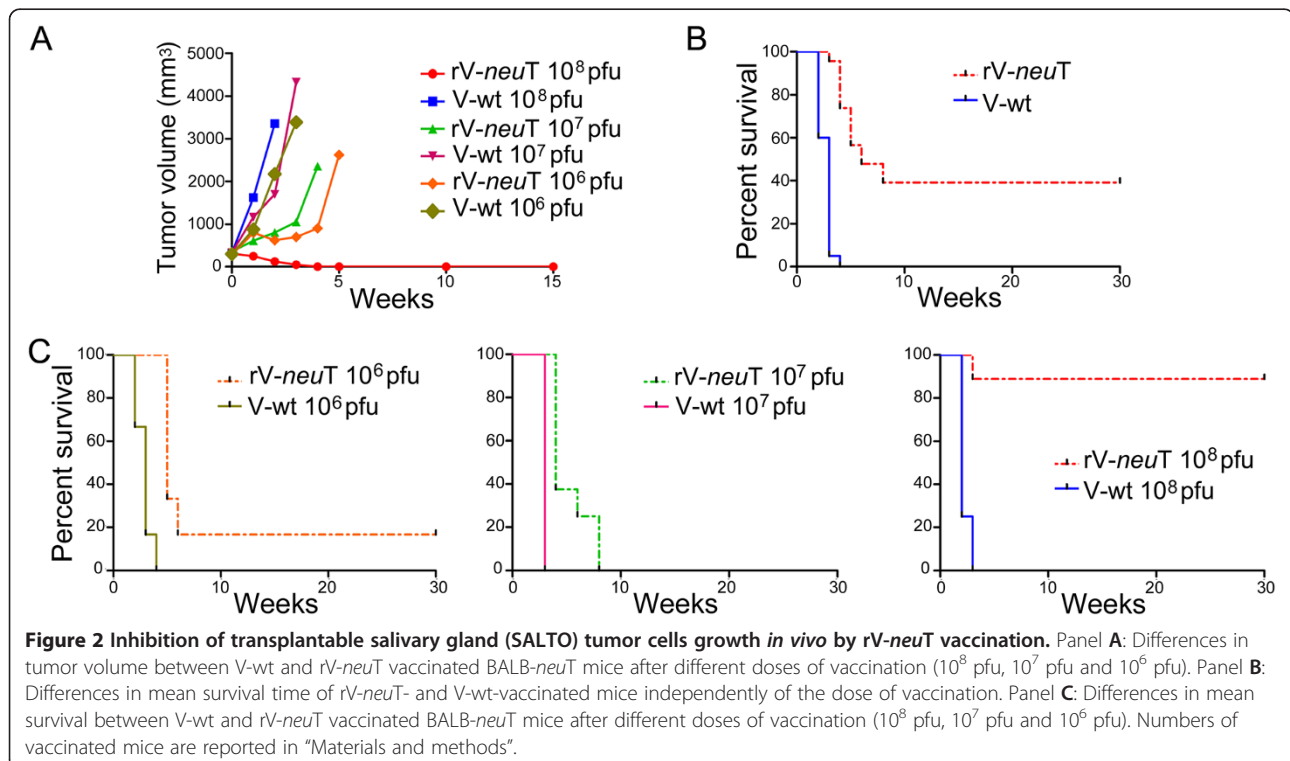 A
Tumor volume (mm³)
5000
4000
3000
2000
1000
0
0 5 10 15
Weeks
rV-neuT 10⁸ pfu
V-wt 10⁸ pfu
rV-neuT 10⁷ pfu
V-wt 10⁷ pfu
rV-neuT 10⁶ pfu
V-wt 10⁶ pfu
B
Percent survival
100
80
60
40
20
0
0 10 20 30
Weeks
rV-neuT
V-wt
C
Percent survival
100
80
60
40
20
0
0 10 20 30
Weeks
rV-neuT 10⁶ pfu
V-wt 10⁶ pfu
100
80
60
40
20
0
0 10 20 30
Weeks
rV-neuT 10⁷ pfu
V-wt 10⁷ pfu
100
80
60
40
20
0
0 10 20 30
Weeks
rV-neuT 10⁸ pfu
V-wt 10⁸ pfu
Figure 2 Inhibition of transplantable salivary gland (SALTO) tumor cells growth in vivo by rV-neuT vaccination. Panel A: Differences in
tumor volume between V-wt and rV-neuT vaccinated BALB-neuT mice after different doses of vaccination (10⁸ pfu, 10⁷ pfu and 10⁶ pfu). Panel B:
Differences in mean survival time of rV-neuT- and V-wt-vaccinated mice independently of the dose of vaccination. Panel C: Differences in mean
survival between V-wt and rV-neuT vaccinated BALB-neuT mice after different doses of vaccination (10⁸ pfu, 10⁷ pfu and 10⁶ pfu). Numbers of
vaccinated mice are reported in “Materials and methods”.